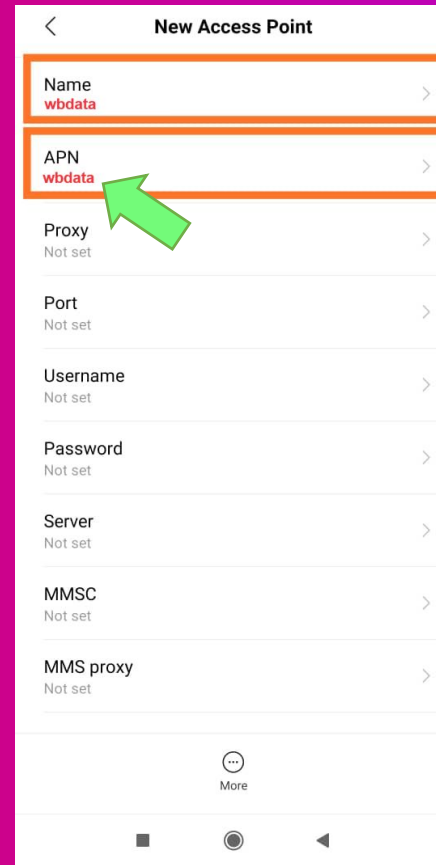 New Access Point
Name
wbdata
APN
wbdata
Proxy
Not set
Port
Not set
Username
Not set
Password
Not set
Server
Not set
MMSC
Not set
MMS proxy
Not set
More